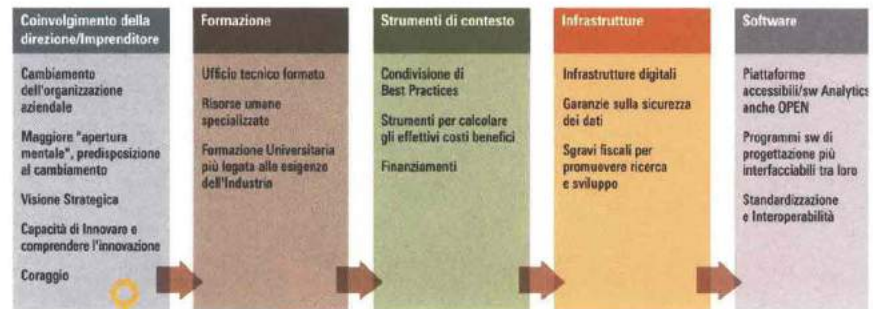 Coinvolgimento della
direzione/Imprenditore
Cambiamento
dell'organizzazione
aziendale
Maggiore "apertura
mentale", predisposizione
al cambiamento
Visione Strategica
Capacità di Innovare e
comprendere l'innovazione
Coraggio
Formazione
Ufficio tecnico formato
Risorse umane
specializzate
Formazione Universitaria
più legata alle esigenze
dell'Industria
Strumenti di contesto
Condivisione di
Best Practices
Strumenti per calcolare
gli effettivi costi benefici
Finanziamenti
Infrastrutture
Infrastrutture digitali
Garanzie sulla sicurezza
dei dati
Sgravi fiscali per
promuovere ricerca
e sviluppo
Software
Piattaforme
accessibili/sw Analytics
anche OPEN
Programmi sw di
progettazione più
interfacciabili tra loro
Standardizzazione
e Interoperabilità